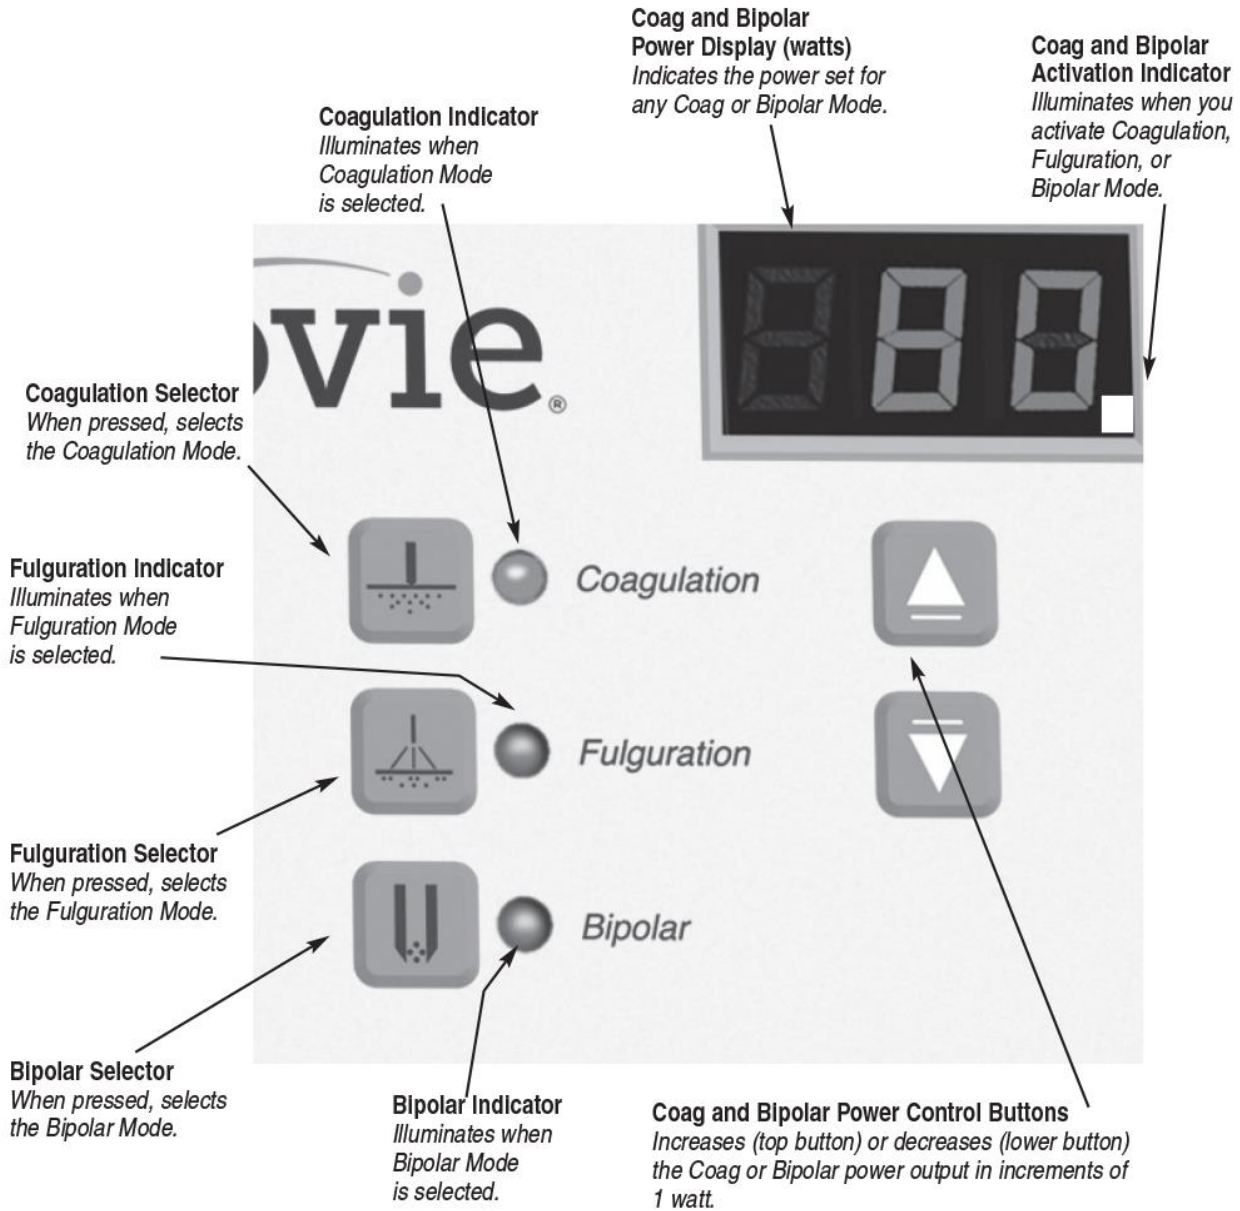 Coag and Bipolar
Power Display (watts)
Indicates the power set for
any Coag or Bipolar Mode.
Coag and Bipolar
Activation Indicator
Illuminates when you
activate Coagulation,
Fulguration, or
Bipolar Mode.
Coagulation Indicator
Illuminates when
Coagulation Mode
is selected.
ovie®
80
Coagulation Selector
When pressed, selects
the Coagulation Mode.
Coagulation
Fulguration Indicator
Illuminates when
Fulguration Mode
is selected.
Fulguration
Fulguration Selector
When pressed, selects
the Fulguration Mode.
Bipolar
Bipolar Selector
When pressed, selects
the Bipolar Mode.
Bipolar Indicator
Illuminates when
Bipolar Mode
is selected.
Coag and Bipolar Power Control Buttons
Increases (top button) or decreases (lower button)
the Coag or Bipolar power output in increments of
1 watt.